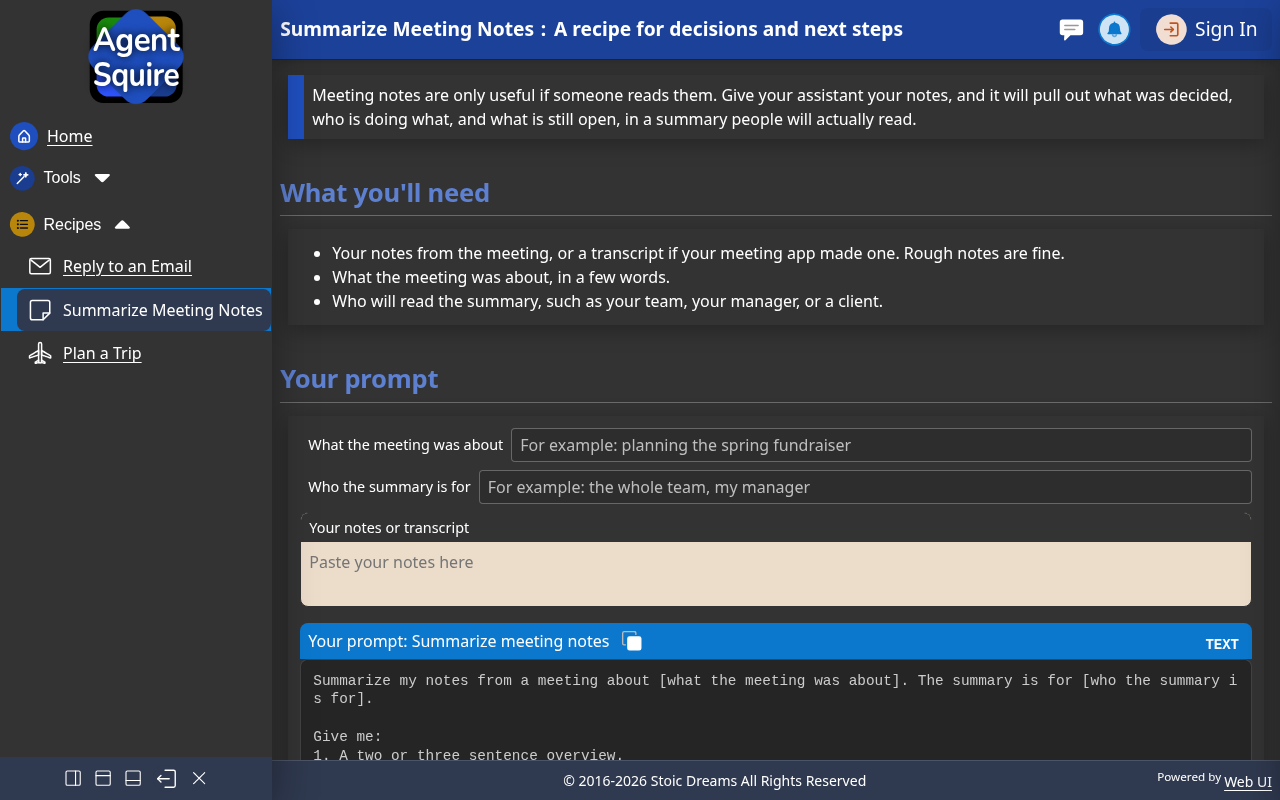 Agent
Squire
Home
Tools
Recipes
Reply to an Email
Summarize Meeting Notes
Plan a Trip
Summarize Meeting Notes : A recipe for decisions and next steps
Sign In
Meeting notes are only useful if someone reads them. Give your assistant your notes, and it will pull out what was decided,
who is doing what, and what is still open, in a summary people will actually read.
What you'll need
• Your notes from the meeting, or a transcript if your meeting app made one. Rough notes are fine.
• What the meeting was about, in a few words.
• Who will read the summary, such as your team, your manager, or a client.
Your prompt
What the meeting was about For example: planning the spring fundraiser
Who the summary is for For example: the whole team, my manager
Your notes or transcript
Paste your notes here
Your prompt: Summarize meeting notes TEXT
Summarize my notes from a meeting about [what the meeting was about]. The summary is for [who the summary i
s for].
Give me:
1. A two or three sentence overview.
© 2016-2026 Stoic Dreams All Rights Reserved
Powered by Web UI